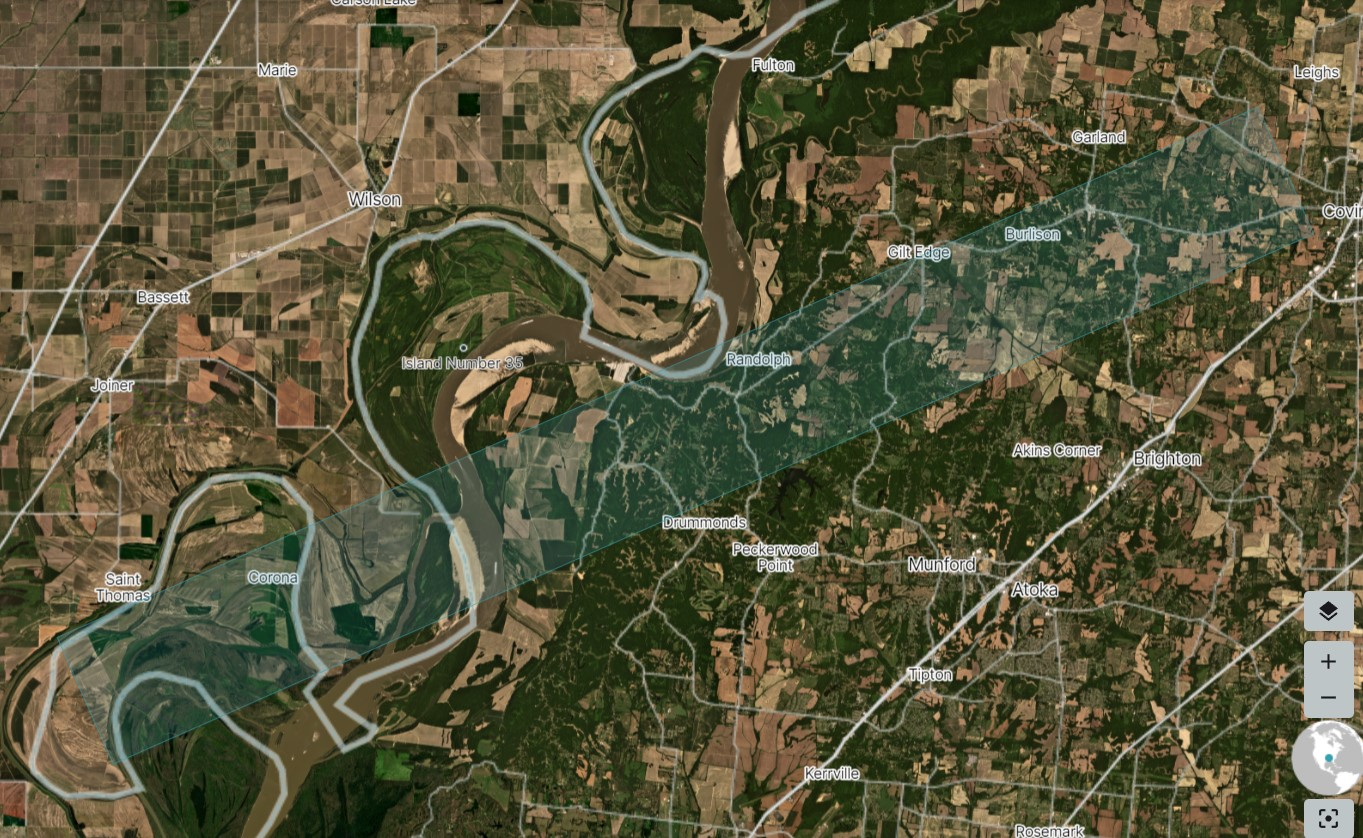 Carson Lake
Fulton
Marie
Leighs
Garland
Wilson
Covin
Burlison
Gilt Edge
Bassett
Randolph
Island Number 35
Joiner
Akins Corner
Brighton
Drummonds
Peckerwood
Point
Munford
Saint
Thomas
Corona
Atoka
Tipton
Kerrville
Rosemark
+
−